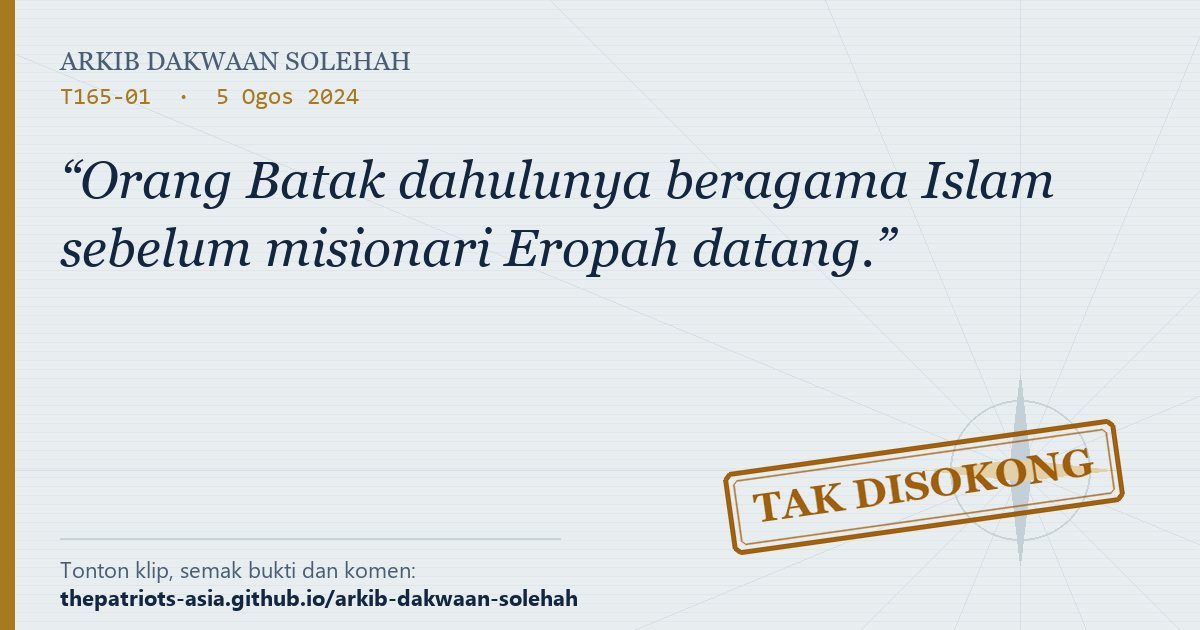 ARKIB DAKWAAN SOLEHAH
T165-01 · 5 Ogos 2024
“Orang Batak dahulunya beragama Islam
sebelum misionari Eropah datang.”
TAK DISOKONG
Tonton klip, semak bukti dan komen:
thepatriots-asia.github.io/arkib-dakwaan-solehah